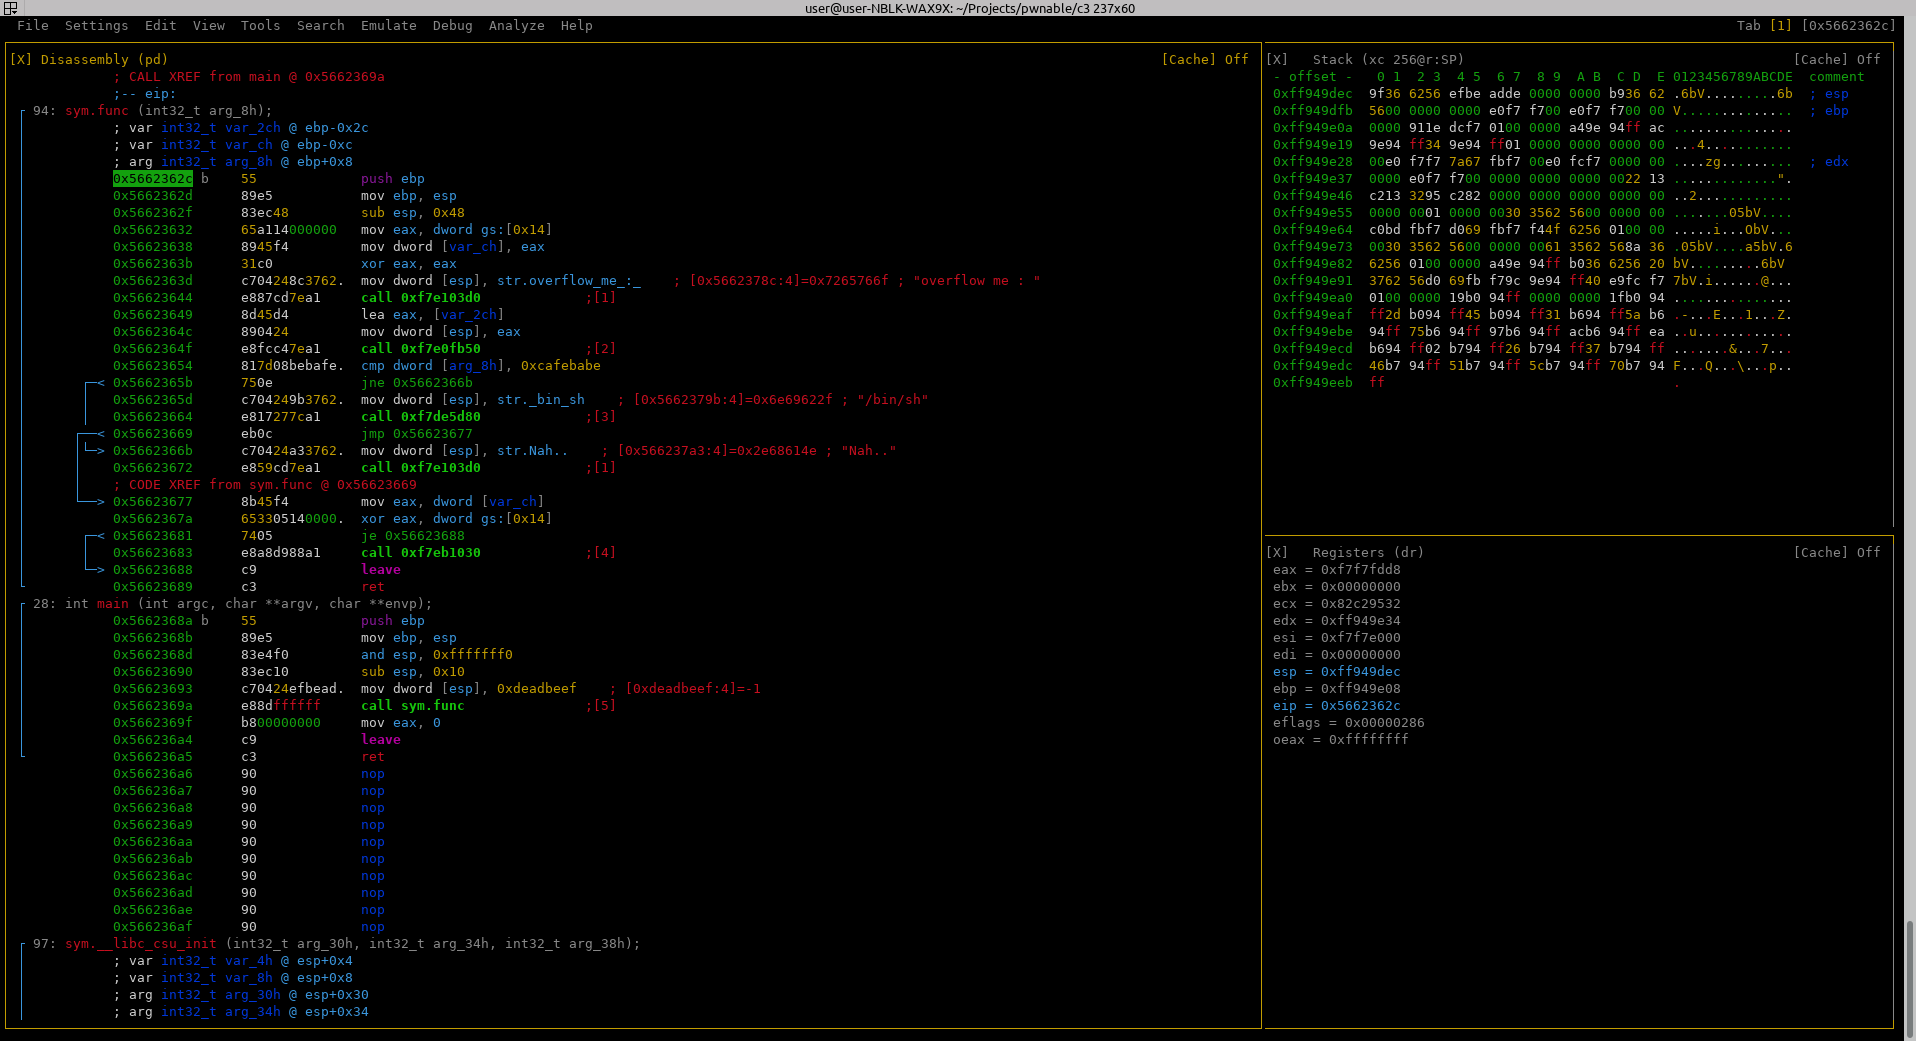 user@user-NBLK-WAX9X: ~/Projects/pwnable/c3 237x60
File Settings Edit View Tools Search Emulate Debug Analyze Help Tab [1] [0x5662362c]
[X] Disassembly (pd) [Cache] Off
; CALL XREF from main @ 0x5662369a
;-- eip:
94: sym.func (int32_t arg_8h);
; var int32_t var_2ch @ ebp-0x2c
; var int32_t var_ch @ ebp-0xc
; arg int32_t arg_8h @ ebp+0x8
0x5662362c b 55 push ebp
0x5662362d 89e5 mov ebp, esp
0x5662362f 83ec48 sub esp, 0x48
0x56623632 65a114000000 mov eax, dword gs:[0x14]
0x56623638 8945f4 mov dword [var_ch], eax
0x5662363b 31c0 xor eax, eax
0x5662363d c704248c3762. mov dword [esp], str.overflow_me_:_ ; [0x5662378c:4]=0x7265766f ; "overflow me : "
0x56623644 e887cd7ea1 call 0xf7e103d0 ;[1]
0x56623649 8d45d4 lea eax, [var_2ch]
0x5662364c 890424 mov dword [esp], eax
0x5662364f e8fcc47ea1 call 0xf7e0fb50 ;[2]
0x56623654 817d08bebafe. cmp dword [arg_8h], 0xcafebabe
0x5662365b 750e jne 0x5662366b
0x5662365d c704249b3762. mov dword [esp], str._bin_sh ; [0x5662379b:4]=0x6e69622f ; "/bin/sh"
0x56623664 e817277ca1 call 0xf7de5d80 ;[3]
0x56623669 eb0c jmp 0x56623677
0x5662366b c70424a33762. mov dword [esp], str.Nah.. ; [0x566237a3:4]=0x2e68614e ; "Nah.."
0x56623672 e859cd7ea1 call 0xf7e103d0 ;[1]
; CODE XREF from sym.func @ 0x56623669
0x56623677 8b45f4 mov eax, dword [var_ch]
0x5662367a 653305140000. xor eax, dword gs:[0x14]
0x56623681 7405 je 0x56623688
0x56623683 e8a8d988a1 call 0xf7eb1030 ;[4]
0x56623688 c9 leave
0x56623689 c3 ret
28: int main (int argc, char **argv, char **envp);
0x5662368a b 55 push ebp
0x5662368b 89e5 mov ebp, esp
0x5662368d 83e4f0 and esp, 0xfffffff0
0x56623690 83ec10 sub esp, 0x10
0x56623693 c70424efbead. mov dword [esp], 0xdeadbeef ; [0xdeadbeef:4]=-1
0x5662369a e88dffffff call sym.func ;[5]
0x5662369f b800000000 mov eax, 0
0x566236a4 c9 leave
0x566236a5 c3 ret
0x566236a6 90 nop
0x566236a7 90 nop
0x566236a8 90 nop
0x566236a9 90 nop
0x566236aa 90 nop
0x566236ab 90 nop
0x566236ac 90 nop
0x566236ad 90 nop
0x566236ae 90 nop
0x566236af 90 nop
97: sym.__libc_csu_init (int32_t arg_30h, int32_t arg_34h, int32_t arg_38h);
; var int32_t var_4h @ esp+0x4
; var int32_t var_8h @ esp+0x8
; arg int32_t arg_30h @ esp+0x30
; arg int32_t arg_34h @ esp+0x34
[X] Stack (xc 256@r:SP) [Cache] Off
- offset - 0 1 2 3 4 5 6 7 8 9 A B C D E 0123456789ABCDE comment
0xff949dec 9f36 6256 efbe adde 0000 0000 b936 62 .6bV.........6b ; esp
0xff949dfb 5600 0000 0000 e0f7 f700 e0f7 f700 00 V.............. ; ebp
0xff949e0a 0000 911e dcf7 0100 0000 a49e 94ff ac ...............
0xff949e19 9e94 ff34 9e94 ff01 0000 0000 0000 00 ...4...........
0xff949e28 00e0 f7f7 7a67 fbf7 00e0 fcf7 0000 00 ....zg......... ; edx
0xff949e37 0000 e0f7 f700 0000 0000 0000 0022 13 .............".
0xff949e46 c213 3295 c282 0000 0000 0000 0000 00 ..2............
0xff949e55 0000 0001 0000 0030 3562 5600 0000 00 .......05bV....
0xff949e64 c0bd fbf7 d069 fbf7 f44f 6256 0100 00 .....i...ObV...
0xff949e73 0030 3562 5600 0000 0061 3562 568a 36 .05bV....a5bV.6
0xff949e82 6256 0100 0000 a49e 94ff b036 6256 20 bV.........6bV
0xff949e91 3762 56d0 69fb f79c 9e94 ff40 e9fc f7 7bV.i......@...
0xff949ea0 0100 0000 19b0 94ff 0000 0000 1fb0 94 ...............
0xff949eaf ff2d b094 ff45 b094 ff31 b694 ff5a b6 .-...E...1...Z.
0xff949ebe 94ff 75b6 94ff 97b6 94ff acb6 94ff ea ..u............
0xff949ecd b694 ff02 b794 ff26 b794 ff37 b794 ff .......&...7...
0xff949edc 46b7 94ff 51b7 94ff 5cb7 94ff 70b7 94 F...Q...\...p..
0xff949eeb ff .
[X] Registers (dr) [Cache] Off
eax = 0xf7f7fdd8
ebx = 0x00000000
ecx = 0x82c29532
edx = 0xff949e34
esi = 0xf7f7e000
edi = 0x00000000
esp = 0xff949dec
ebp = 0xff949e08
eip = 0x5662362c
eflags = 0x00000286
oeax = 0xffffffff